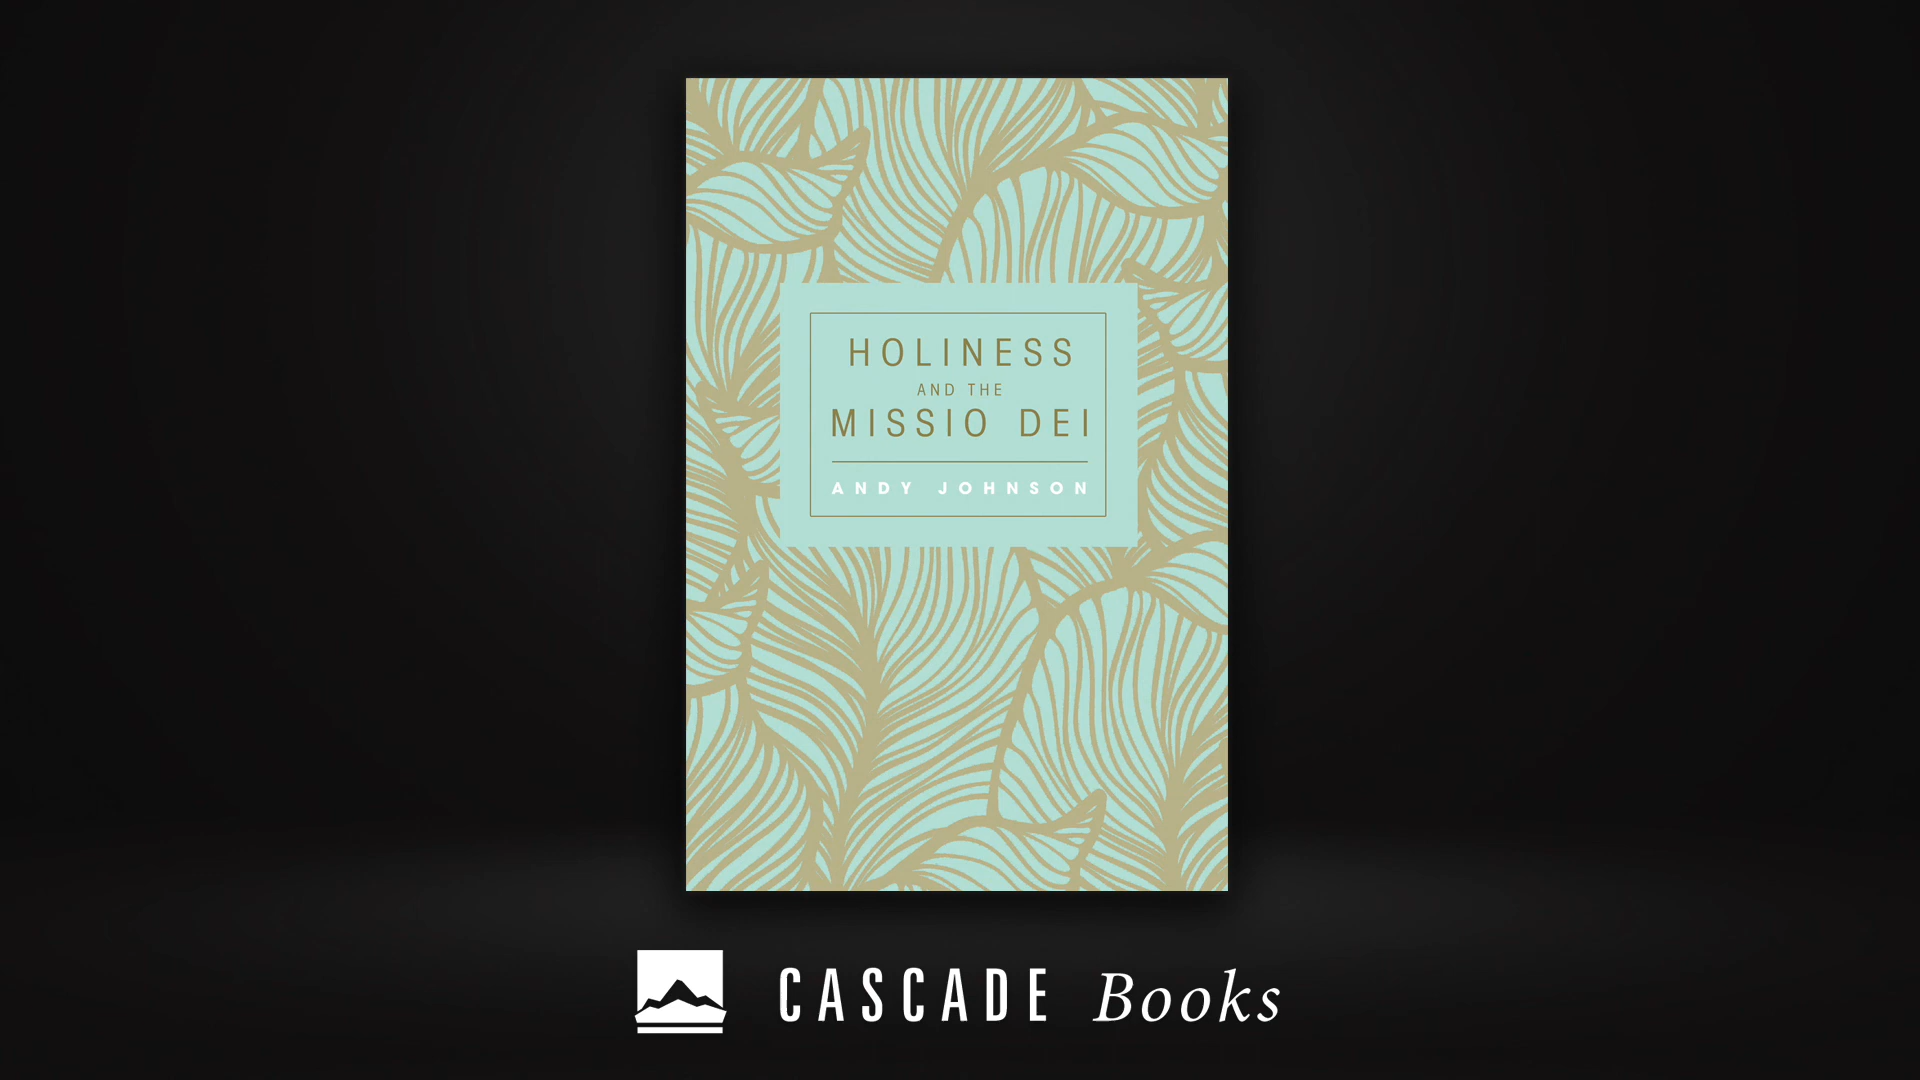 HOLINESS
AND THE
MISSIO DEI
ANDY JOHNSON
CASCADE Books